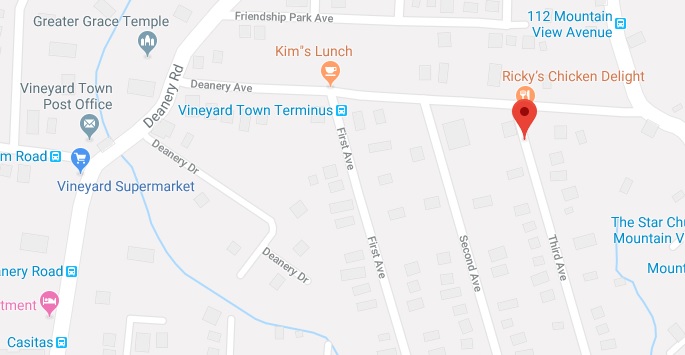 Friendship Park Ave
112 Mountain
View Avenue
Greater Grace Temple
Kim"s Lunch
Ricky's Chicken Delight
Deanery Rd
Deanery Ave
Vineyard Town
Post Office
Vineyard Town Terminus
First Ave
Deanery Dr
m Road
Vineyard Supermarket
The Star Chu
Mountain V
First Ave
Second Ave
Third Ave
Deanery Dr
anery Road
Mount
tment
Casitas